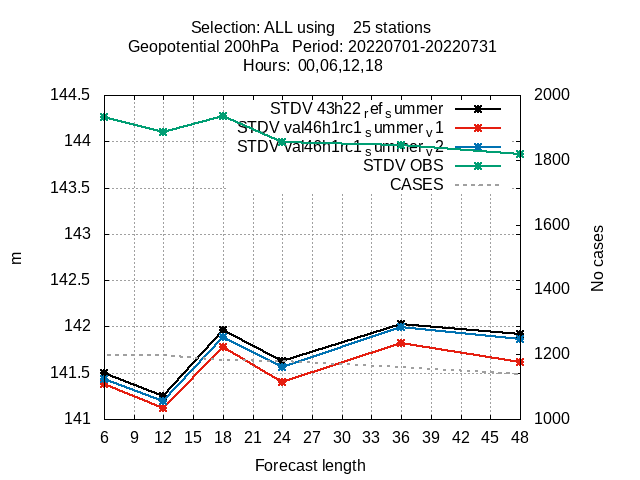 Selection: ALL using    25 stations
Geopotential 200hPa   Period: 20220701-20220731
Hours:  00,06,12,18
144.5
144
143.5
143
142.5
142
141.5
141
2000
1800
1600
1400
1200
1000
m
No cases
STDV 43h22_ref_summer
STDV val46h1rc1_summer_v1
STDV val46h1rc1_summer_v2
STDV OBS
CASES
6 9 12 15 18 21 24 27 30 33 36 39 42 45 48
Forecast length